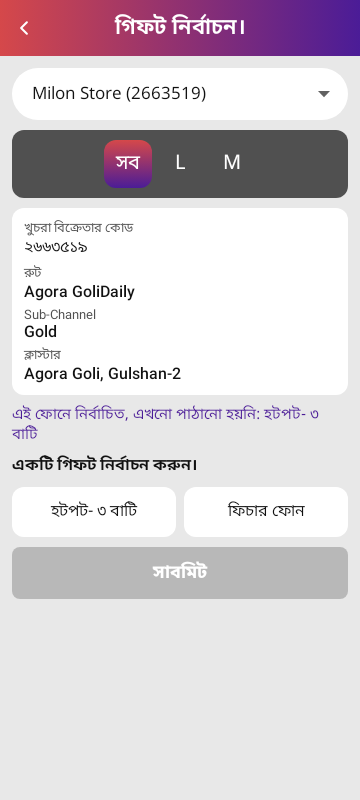 গিফট নির্বাচন।
Milon Store (2663519)
সব L M
খুচরা বিক্রেতার কোড
২৬৬৩৫১৯
রুট
Agora GoliDaily
Sub-Channel
Gold
ক্লাস্টার
Agora Goli, Gulshan-2
এই ফোনে নির্বাচিত, এখনো পাঠানো হয়নি: হটপট- ৩
বাটি
একটি গিফট নির্বাচন করুন।
হটপট- ৩ বাটি
ফিচার ফোন
সাবমিট